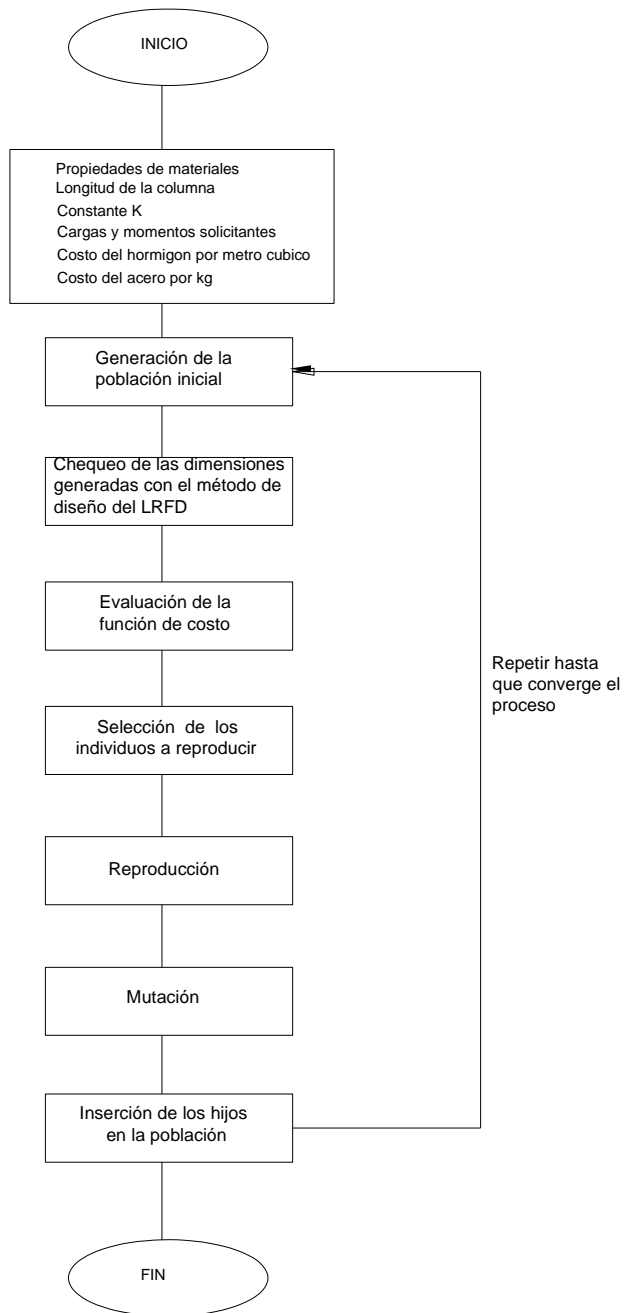 INICIO
Propiedades de materiales
Longitud de la columna
Constante K
Cargas y momentos solicitantes
Costo del hormigon por metro cubico
Costo del acero por kg
Generación de la
población inicial
Chequeo de las dimensiones
generadas con el método de
diseño del LRFD
Evaluación de la
función de costo
Selección de los
individuos a reproducir
Reproducción
Mutación
Inserción de los hijos
en la población
Repetir hasta
que converge el
proceso
FIN